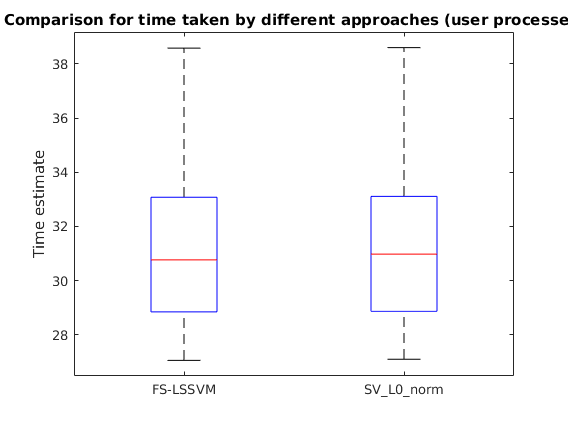 Comparison for time taken by different approaches (user processe
38
36
34
32
30
28
Time estimate
FS-LSSVM
SV_L0_norm